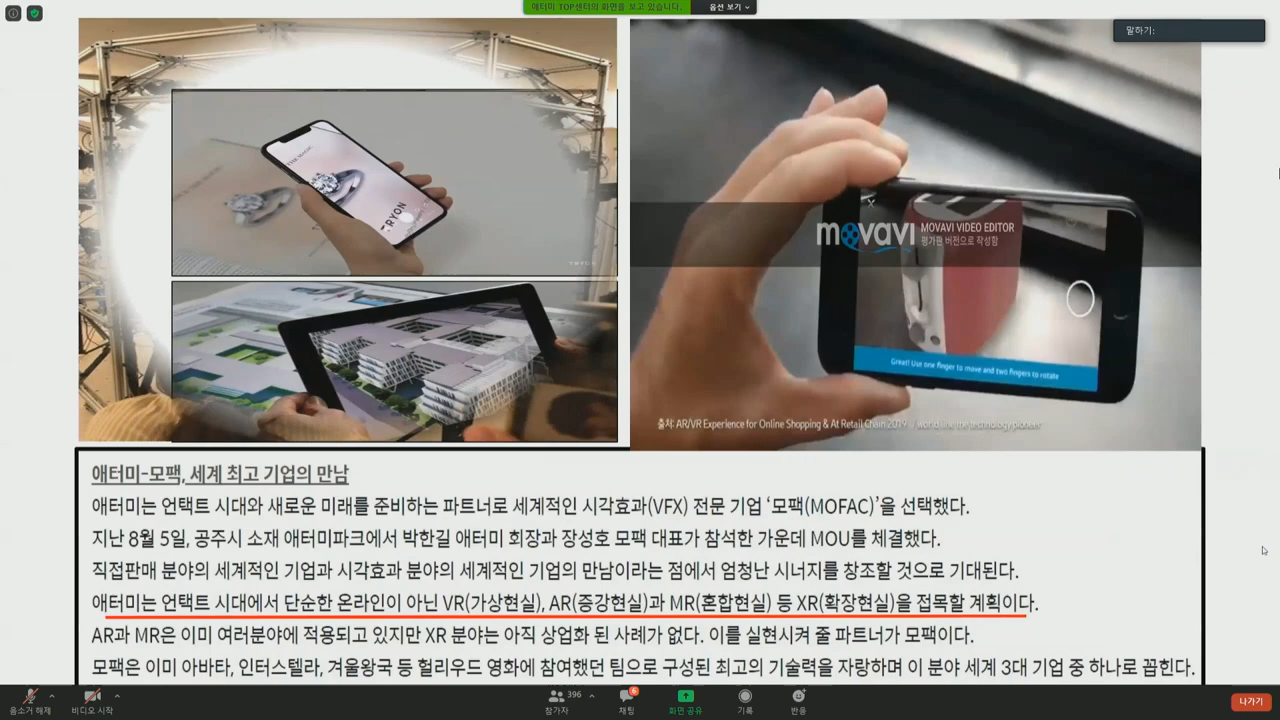 애터미 TOP센터의 화면을 보고 있습니다.
옵션 보기
말하기:
RYON
movavi
MOVAVI VIDEO EDITOR
평가판 버전으로 작성함
Great! Use one finger to move and two fingers to rotate
출처: AR/VR Experience for Online Shopping & At Retail Chain 2019 / world line the technology pioneer
애터미-모팩, 세계 최고 기업의 만남
애터미는 언택트 시대와 새로운 미래를 준비하는 파트너로 세계적인 시각효과(VFX) 전문 기업 ‘모팩(MOFAC)’을 선택했다.
지난 8월 5일, 공주시 소재 애터미파크에서 박한길 애터미 회장과 장성호 모팩 대표가 참석한 가운데 MOU를 체결했다.
직접판매 분야의 세계적인 기업과 시각효과 분야의 세계적인 기업의 만남이라는 점에서 엄청난 시너지를 창조할 것으로 기대된다.
애터미는 언택트 시대에서 단순한 온라인이 아닌 VR(가상현실), AR(증강현실)과 MR(혼합현실) 등 XR(확장현실)을 접목할 계획이다.
AR과 MR은 이미 여러분야에 적용되고 있지만 XR 분야는 아직 상업화 된 사례가 없다. 이를 실현시켜 줄 파트너가 모팩이다.
모팩은 이미 아바타, 인터스텔라, 겨울왕국 등 헐리우드 영화에 참여했던 팀으로 구성된 최고의 기술력을 자랑하며 이 분야 세계 3대 기업 중 하나로 꼽힌다.
음소거 해제
비디오 시작
396
참가자
6
채팅
화면 공유
기록
반응
나가기